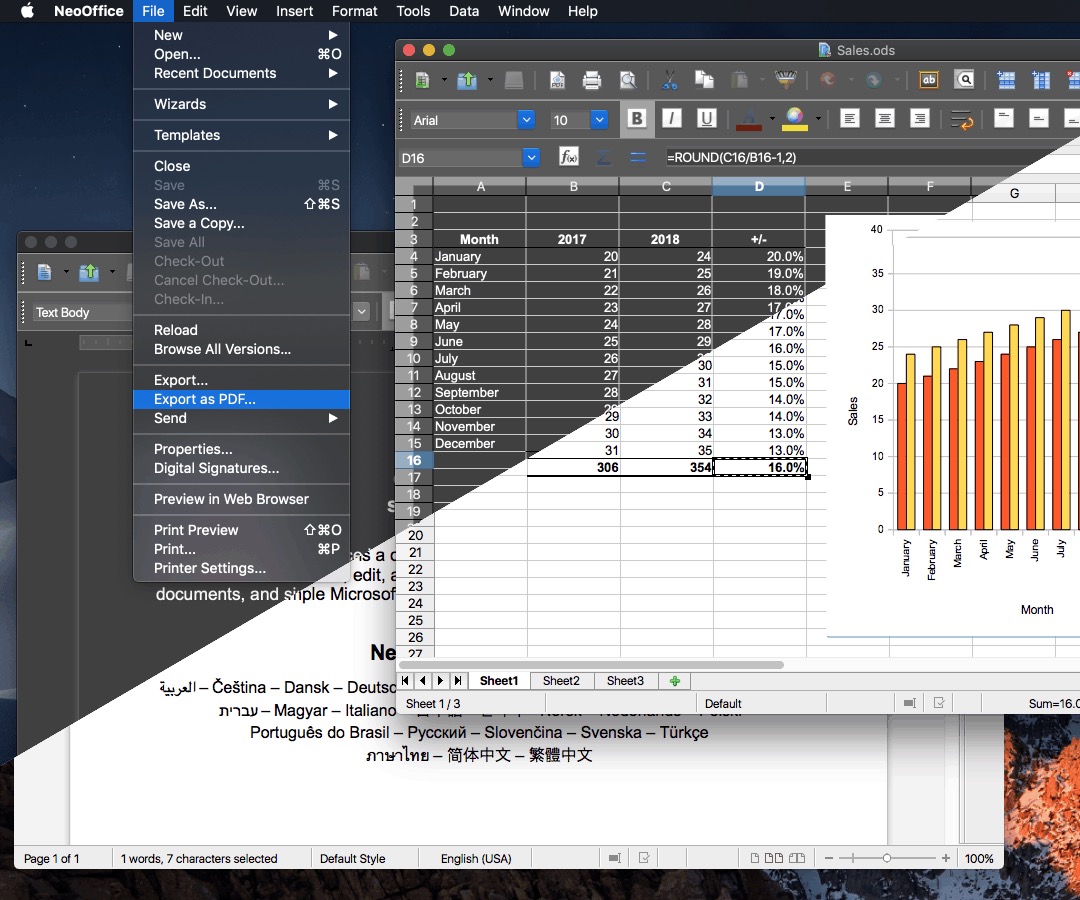 NeoOffice File Edit View Insert Format Tools Data Window Help
New
Open... ⌘O
Recent Documents
Wizards
Templates
Close
Save ⌘S
Save As... ⇧⌘S
Save a Copy...
Save All
Check-Out
Cancel Check-Out...
Check-In...
Reload
Browse All Versions...
Export...
Export as PDF...
Send
Properties...
Digital Signatures...
Preview in Web Browser
Print Preview ⇧⌘O
Print... ⌘P
Printer Settings...
Sales.ods
Arial 10 B I U
D16 f(x) =ROUND(C16/B16-1,2)
A B C D E F G
1
2
3 Month 2017 2018 +/-
4 January 20 24 20.0%
5 February 21 25 19.0%
6 March 22 26 18.0%
7 April 23 27 17.0%
8 May 24 28 17.0%
9 June 25 29 17.0%
10 July 26 16.0%
11 August 27 30 15.0%
12 September 28 31 15.0%
13 October 29 32 14.0%
14 November 33 14.0%
15 December 30 34 13.0%
16 31 35 13.0%
17 306 354 16.0%
18
19
20
21
22
23
24
25
26
27
40
35
30
25
20
15
10
5
0
Sales
January February March April May June July
Month
Sheet1 Sheet2 Sheet3
Sheet 1 / 3 Default Sum=16.0
Text Body
edit,
documents, and Microsof
Ne
العربية – Čeština – Dansk – Deutsc
עברית – Magyar – Italiano
Português do Brasil – Русский – Slovenčina – Svenska – Türkçe
ภาษาไทย – 简体中文 – 繁體中文
Page 1 of 1 1 words, 7 characters selected Default Style English (USA) 100%